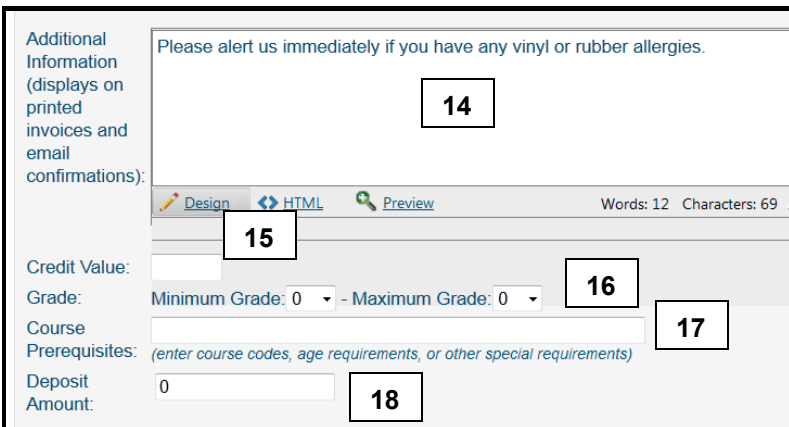 Additional
Information
(displays on
printed
invoices and
email
confirmations):
Please alert us immediately if you have any vinyl or rubber allergies.
14
Design HTML Preview Words: 12 Characters: 69
15
Credit Value:
16
Grade: Minimum Grade: 0 - Maximum Grade: 0
17
Course
Prerequisites: (enter course codes, age requirements, or other special requirements)
Deposit
Amount: 0
18